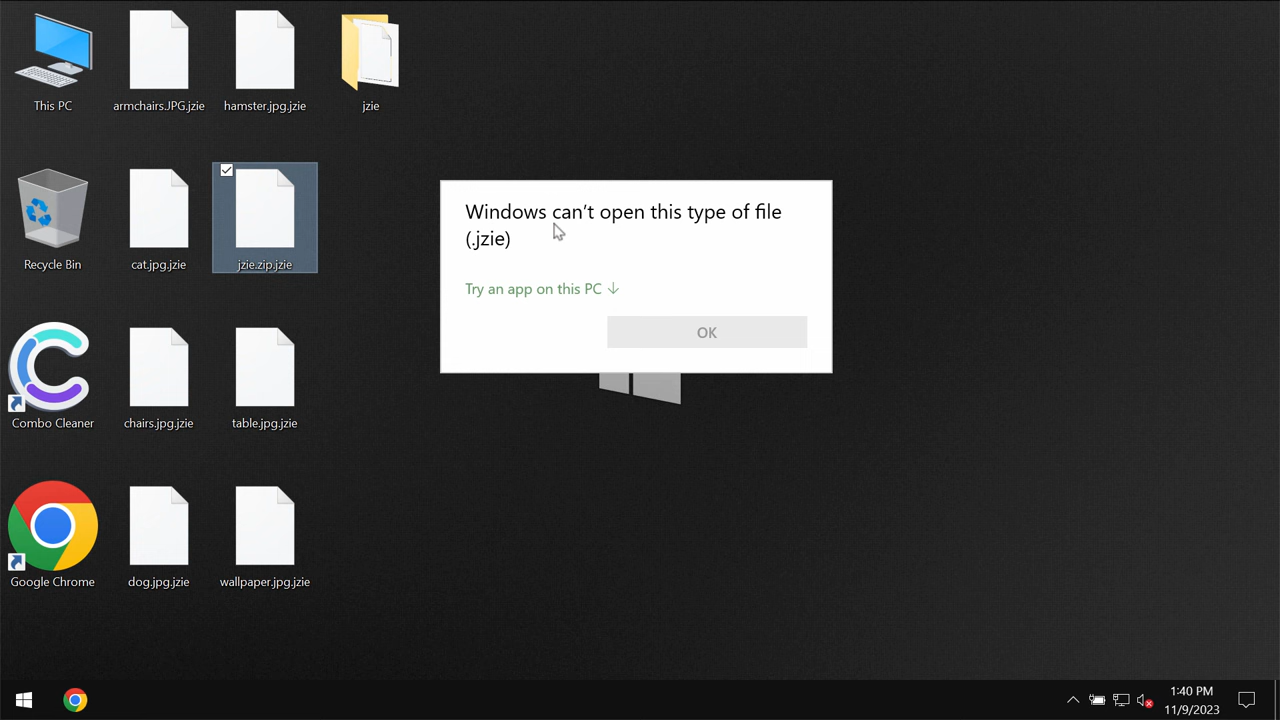 This PC
armchairs.JPG.jzie
hamster.jpg.jzie
jzie
Recycle Bin
cat.jpg.jzie
jzie.zip.jzie
Windows can't open this type of file
(.jzie)
Try an app on this PC ↓
OK
Combo Cleaner
chairs.jpg.jzie
table.jpg.jzie
Google Chrome
dog.jpg.jzie
wallpaper.jpg.jzie
1:40 PM
11/9/2023